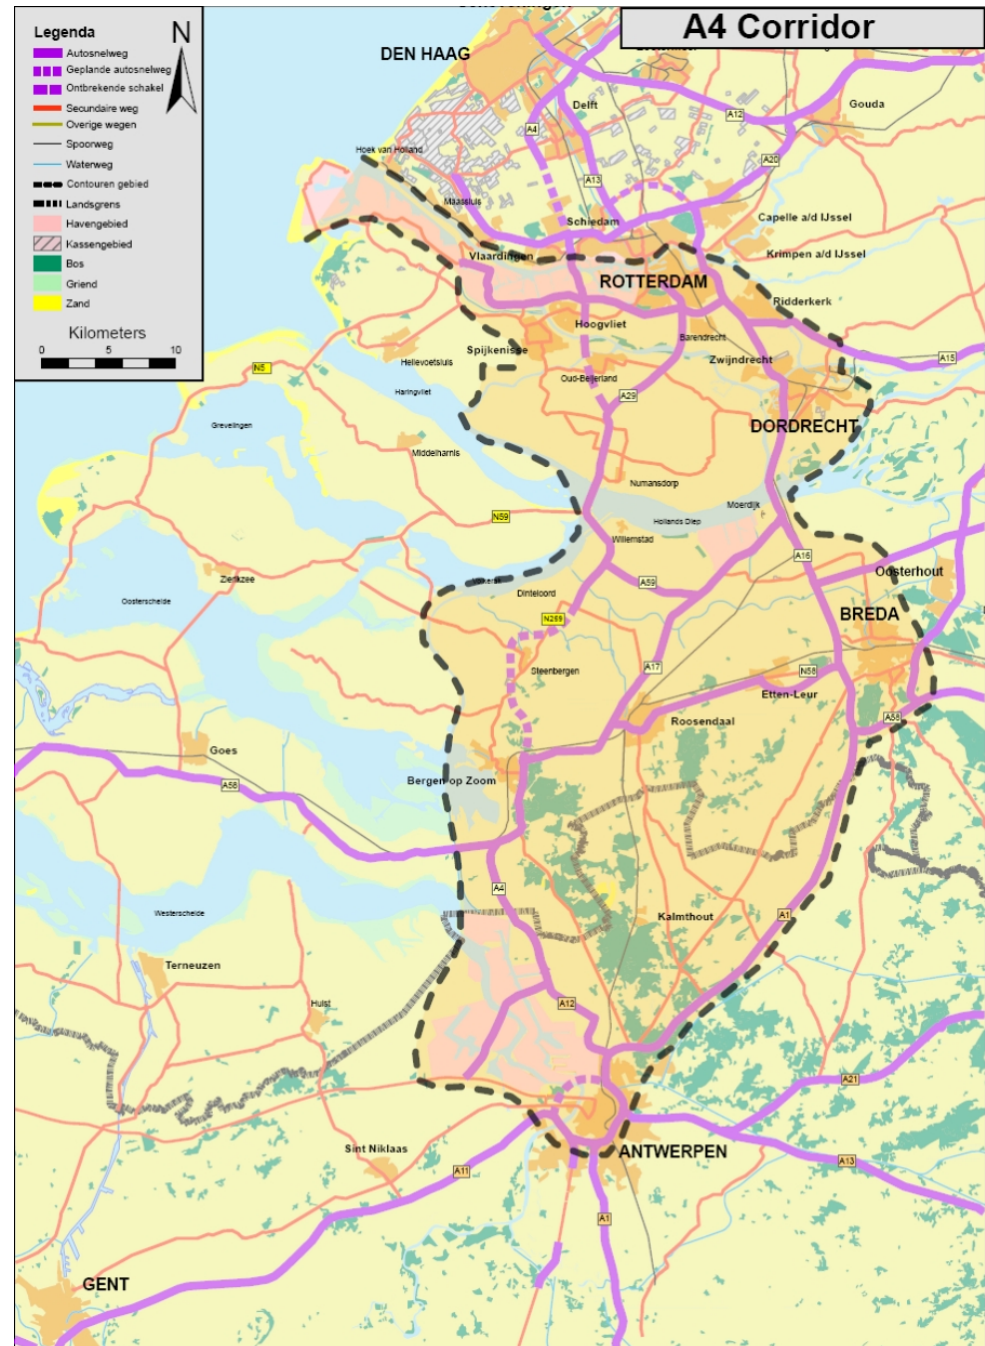 A4 Corridor
Legenda
N
Autosnelweg
Geplande autosnelweg
Ontbrekende schakel
Secundaire weg
Overige wegen
Spoorweg
Waterweg
Contouren gebied
Landsgrens
Havengebied
Kassengebied
Bos
Griend
Zand
Kilometers
0 5 10
DEN HAAG
Delft
Gouda
A4
A12
A20
Hoek van Holland
A13
Maassluis
Schiedam
Capelle a/d IJssel
Vlaardingen
Krimpen a/d IJssel
ROTTERDAM
Ridderkerk
Hoogvliet
Barendrecht
Spijkenisse
Zwijndrecht
A15
Hellevoetsluis
N5
Oud-Beijerland
Haringvliet
A29
Grevelingen
DORDRECHT
Middelharnis
Numansdorp
Moerdijk
N59
Hollands Diep
Willemstad
A16
Oosterhout
Zierikzee
A59
Dinteloord
Oosterschelde
N259
BREDA
Steenbergen
A17
N58
Etten-Leur
Roosendaal
A58
Goes
Bergen op Zoom
A58
A4
Westerschelde
Kalmthout
A1
Terneuzen
Hulst
A12
A21
Sint Niklaas
ANTWERPEN
A11
A13
A1
GENT